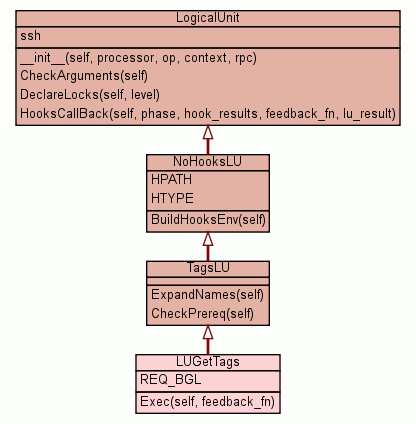 LogicalUnit
ssh
__init__(self, processor, op, context, rpc)
CheckArguments(self)
DeclareLocks(self, level)
HooksCallBack(self, phase, hook_results, feedback_fn, lu_result)
NoHooksLU
HPATH
HTYPE
BuildHooksEnv(self)
TagsLU
ExpandNames(self)
CheckPrereq(self)
LUGetTags
REQ_BGL
Exec(self, feedback_fn)